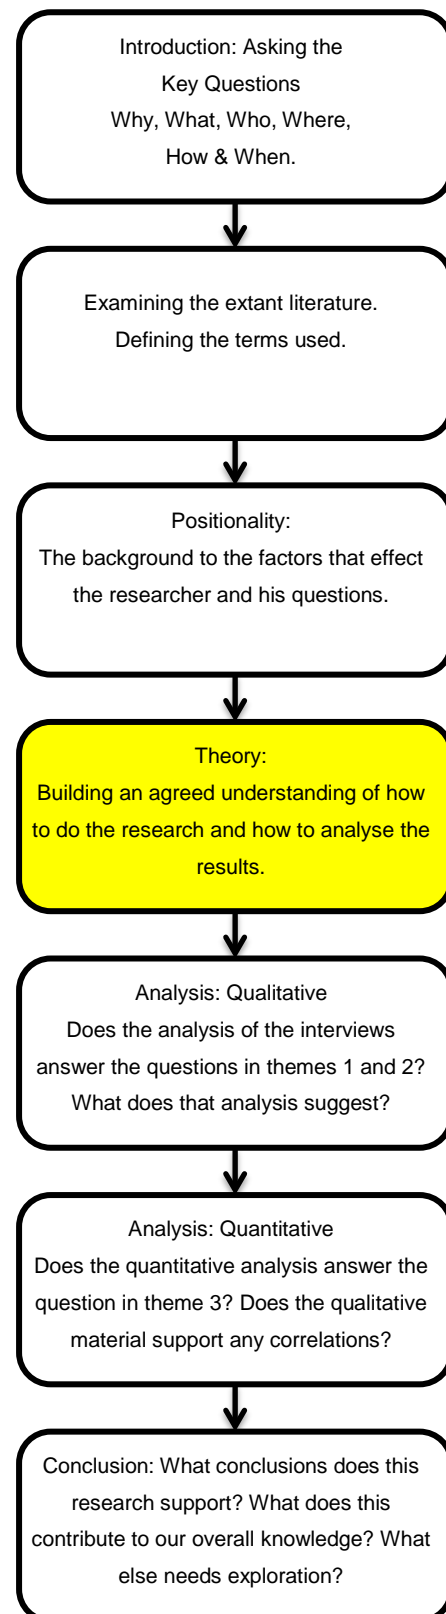 Introduction: Asking the
Key Questions
Why, What, Who, Where,
How & When.
Examining the extant literature.
Defining the terms used.
Positionality:
The background to the factors that effect
the researcher and his questions.
Theory:
Building an agreed understanding of how
to do the research and how to analyse the
results.
Analysis: Qualitative
Does the analysis of the interviews
answer the questions in themes 1 and 2?
What does that analysis suggest?
Analysis: Quantitative
Does the quantitative analysis answer the
question in theme 3? Does the qualitative
material support any correlations?
Conclusion: What conclusions does this
research support? What does this
contribute to our overall knowledge? What
else needs exploration?